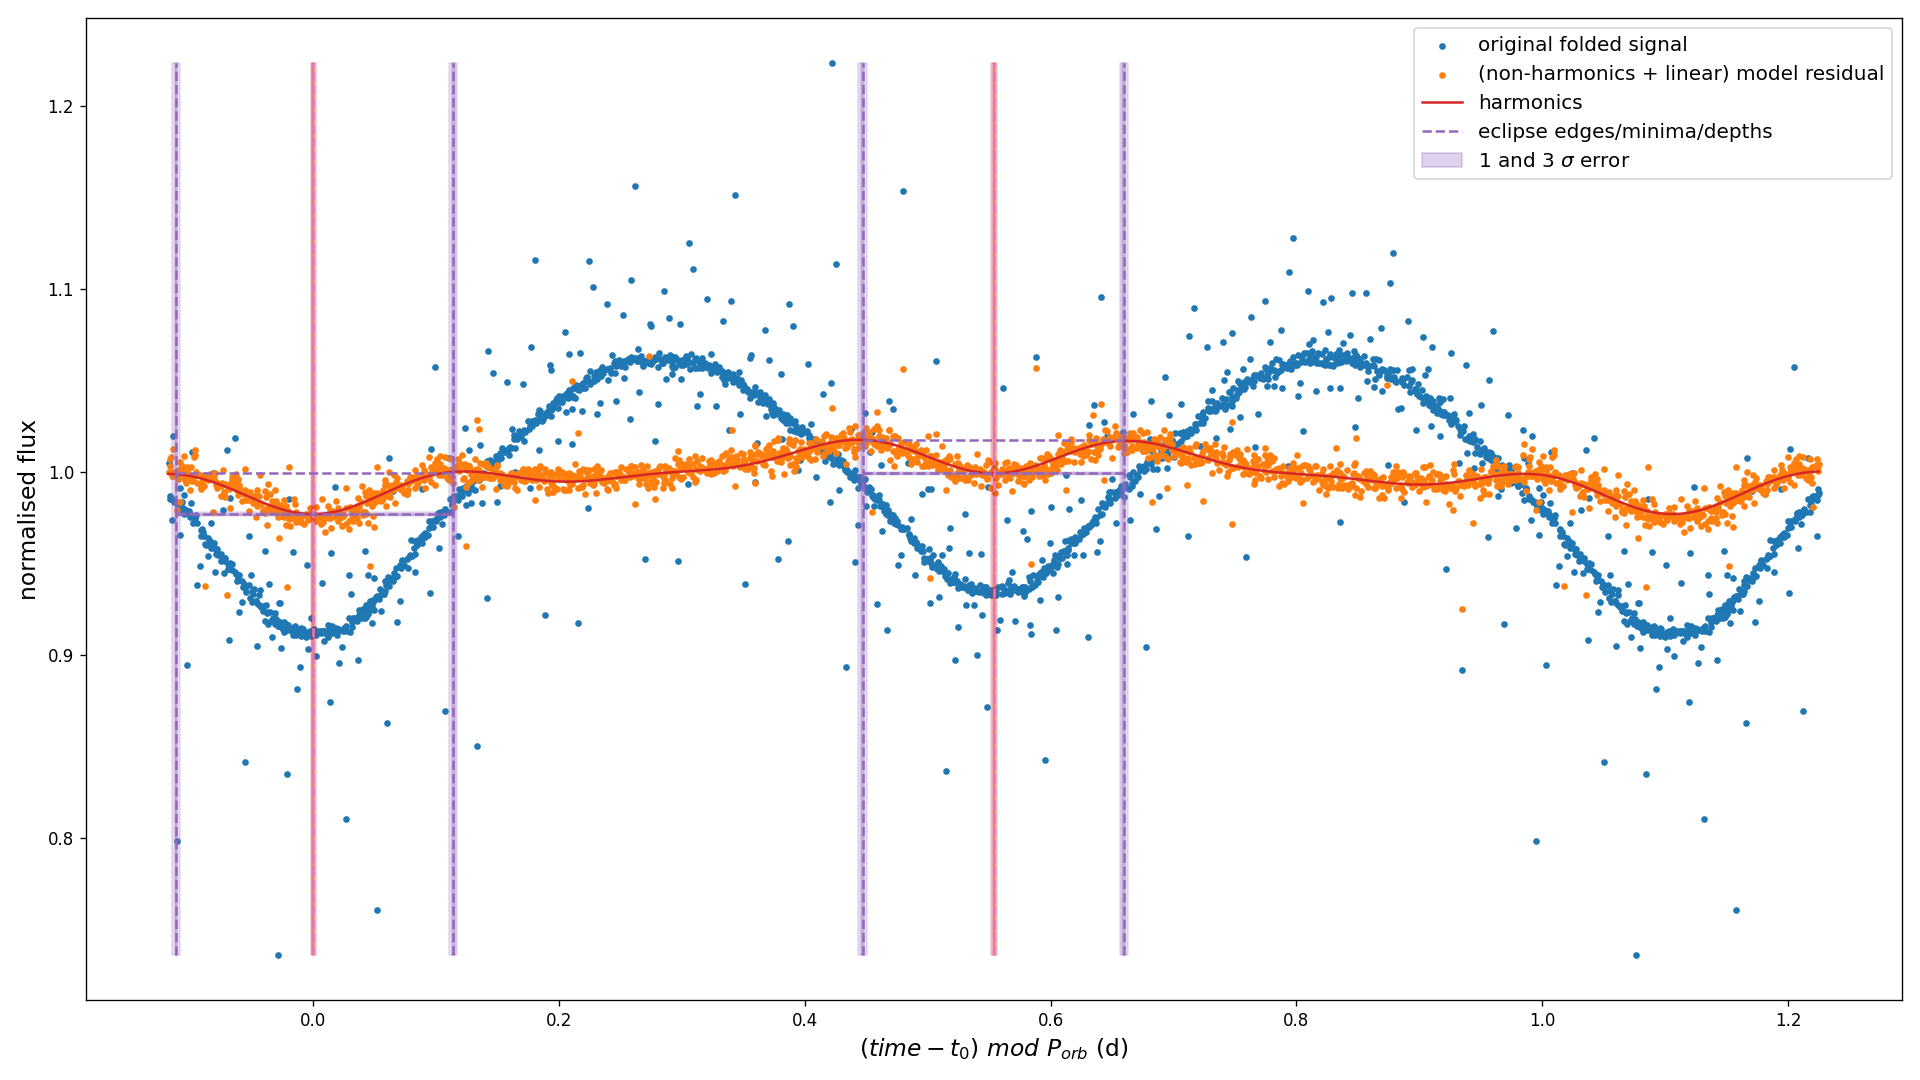 original folded signal
(non-harmonics + linear) model residual
harmonics
eclipse edges/minima/depths
1 and 3 σ error
normalised flux
1.2
1.1
1.0
0.9
0.8
0.0 0.2 0.4 0.6 0.8 1.0 1.2
(time − t₀) mod Pₒᵣb (d)